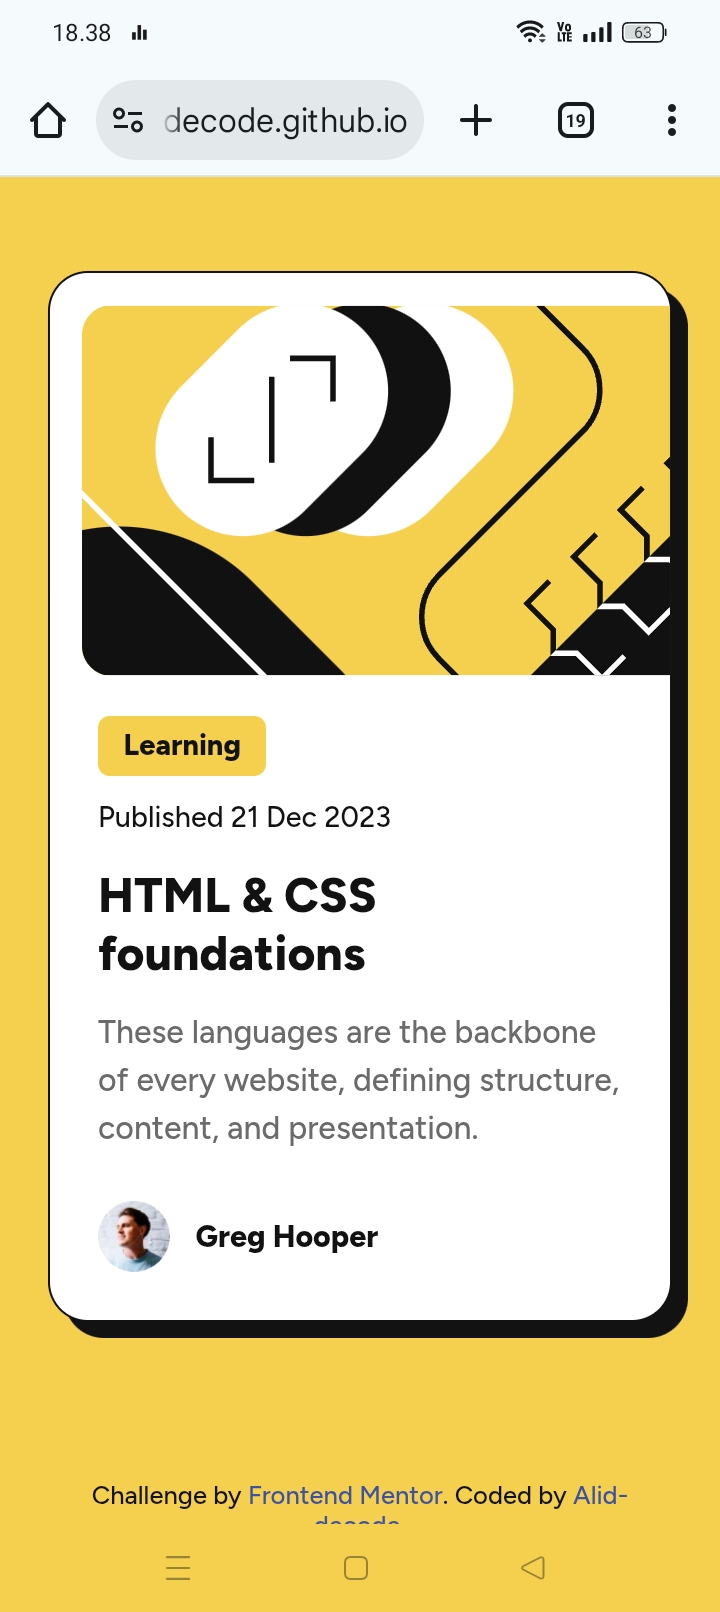 18.38
Vo LTE
63
decode.github.io
19
Learning
Published 21 Dec 2023
HTML & CSS
foundations
These languages are the backbone
of every website, defining structure,
content, and presentation.
Greg Hooper
Challenge by Frontend Mentor. Coded by Alid-
decode